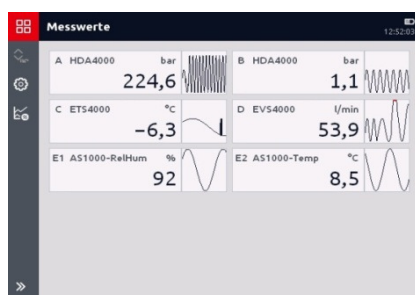 Messwerte
12:52:03
A HDA4000 bar
224,6
B HDA4000 bar
1,1
C ETS4000 °C
-6,3
D EVS4000 l/min
53,9
E1 AS1000-RelHum %
92
E2 AS1000-Temp °C
8,5